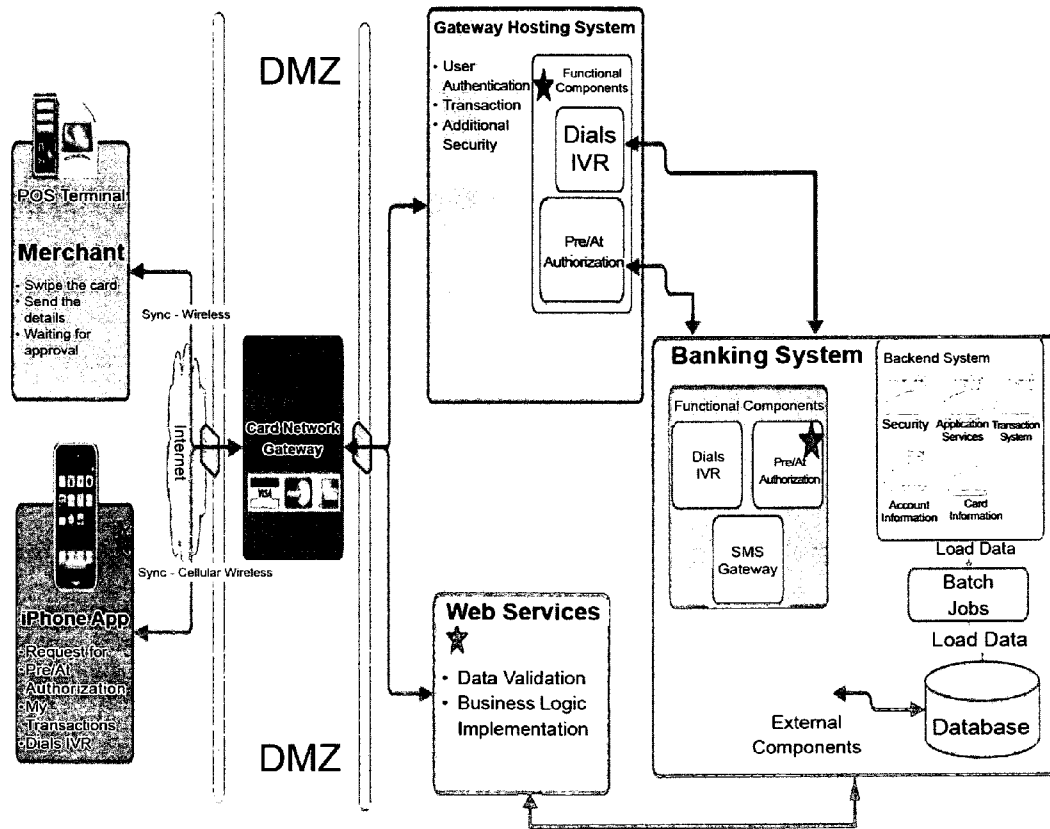 DMZ
Gateway Hosting System
• User
Authentication
• Transaction
• Additional
Security
Functional
Components
Dials
IVR
Pre/At
Authorization
POS Terminal
Merchant
• Swipe the card
• Send the
details
• Waiting for
approval
Sync - Wireless
Internet
Card Network
Gateway
VISA
Sync - Cellular Wireless
iPhone App
• Request for
• Pre/At
Authorization
My
Transactions
• Dials IVR
DMZ
Web Services
• Data Validation
• Business Logic
Implementation
Banking System
Functional Components
Dials
IVR
Pre/At
Authorization
SMS
Gateway
Backend System
Security
Application
Services
Transaction
System
Account
Information
Card
Information
Load Data
Batch
Jobs
Load Data
Database
External
Components